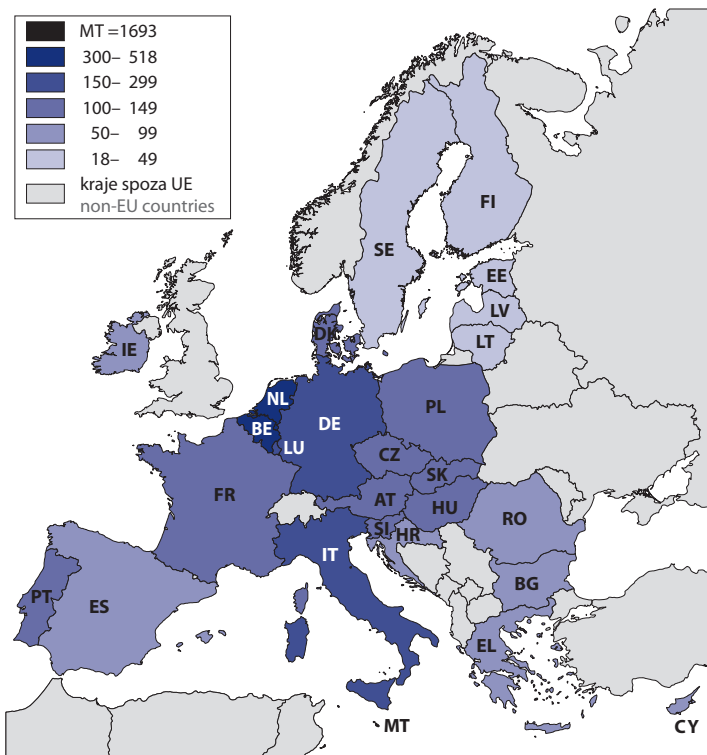 MT =1693
300– 518
150– 299
100– 149
50– 99
18– 49
kraje spoza UE
non-EU countries
FI
SE
EE
LV
LT
DK
IE
NL
BE
DE
PL
LU
CZ
SK
FR
AT
HU
SI
HR
RO
IT
BG
PT
ES
EL
MT
CY